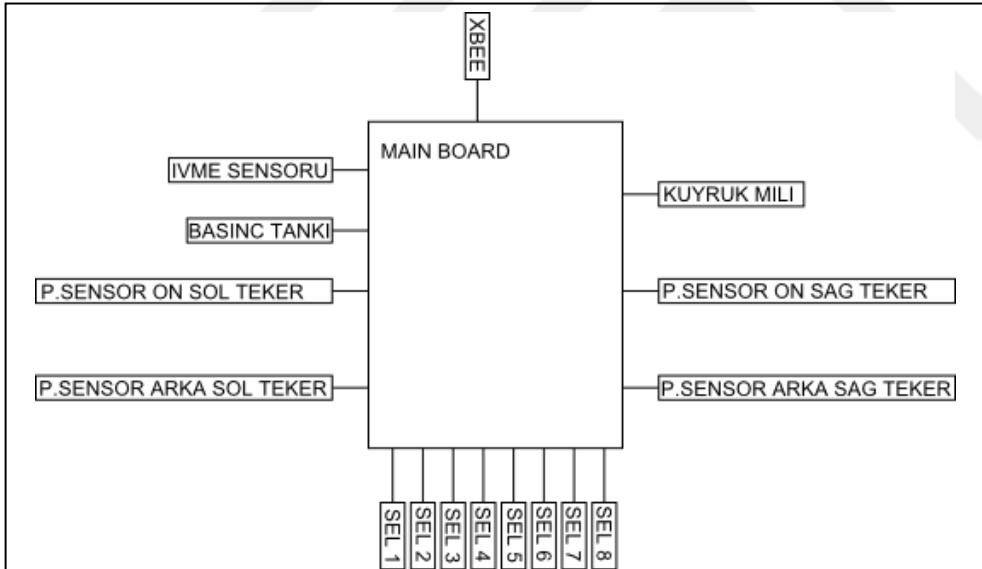 XBEE
MAIN BOARD
IVME SENSORU
KUYRUK MILI
BASINC TANKI
P.SENSOR ON SOL TEKER
P.SENSOR ON SAG TEKER
P.SENSOR ARKA SOL TEKER
P.SENSOR ARKA SAG TEKER
SEL 1
SEL 2
SEL 3
SEL 4
SEL 5
SEL 6
SEL 7
SEL 8